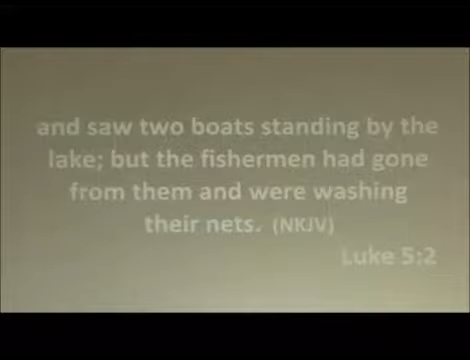 and saw two boats standing by the
lake; but the fishermen had gone
from them and were washing
their nets. (NKJV)
Luke 5:2